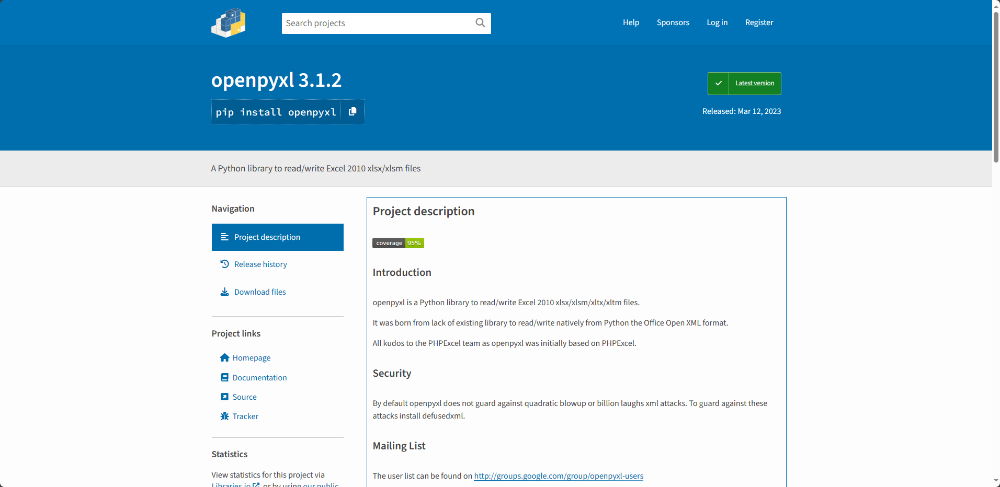 Search projects
Help
Sponsors
Log in
Register
openpyxl 3.1.2
pip install openpyxl
Latest version
Released: Mar 12, 2023
A Python library to read/write Excel 2010 xlsx/xlsm files
Navigation
Project description
Release history
Download files
Project links
Homepage
Documentation
Source
Tracker
Statistics
View statistics for this project via
Libraries.io, or by using our public
Project description
coverage 95%
Introduction
openpyxl is a Python library to read/write Excel 2010 xlsx/xlsm/xltx/xltm files.
It was born from lack of existing library to read/write natively from Python the Office Open XML format.
All kudos to the PHPExcel team as openpyxl was initially based on PHPExcel.
Security
By default openpyxl does not guard against quadratic blowup or billion laughs xml attacks. To guard against these
attacks install defusedxml.
Mailing List
The user list can be found on http://groups.google.com/group/openpyxl-users